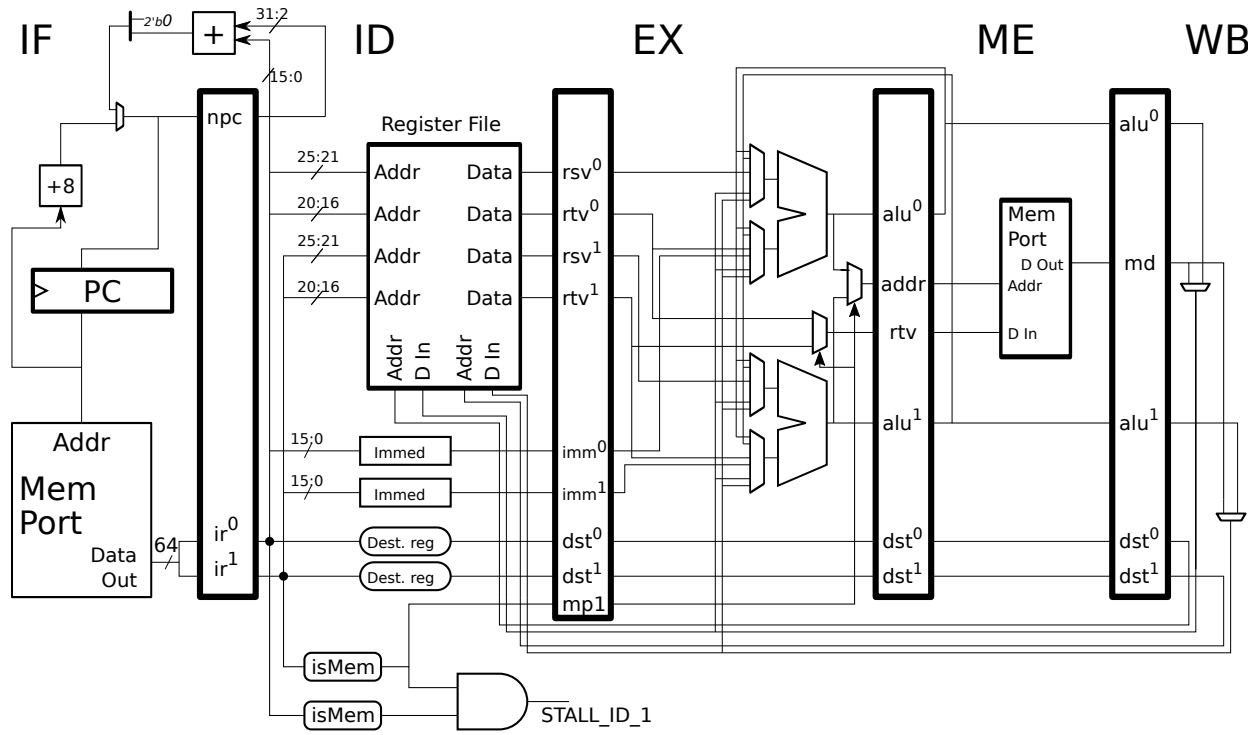 IF
ID
EX
ME
WB
2'b0
+
31:2
15:0
npc
+8
PC
Addr
Mem
Port
Data
Out
64
ir0
ir1
Register File
25:21
Addr
Data
20:16
Addr
Data
25:21
Addr
Data
20:16
Addr
Data
Addr
D In
Addr
D In
15:0
Immed
15:0
Immed
Dest. reg
Dest. reg
isMem
isMem
STALL_ID_1
rsv0
rtv0
rsv1
rtv1
imm0
imm1
dst0
dst1
mp1
alu0
addr
rtv
alu1
dst0
dst1
Mem
Port
D Out
Addr
D In
alu0
md
alu1
dst0
dst1